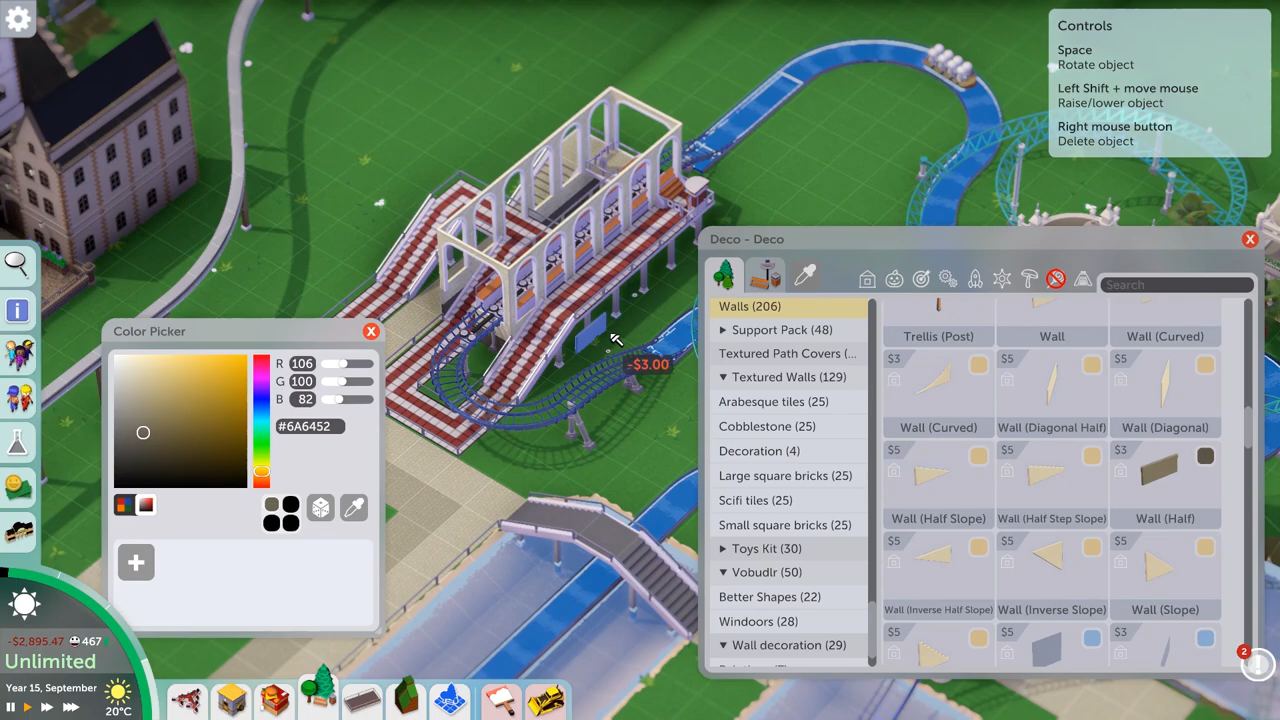 Controls
Space
Rotate object
Left Shift + move mouse
Raise/lower object
Right mouse button
Delete object
Deco - Deco
Search
Walls (206)
Support Pack (48)
Textured Path Covers (...
Textured Walls (129)
Arabesque tiles (25)
Cobblestone (25)
Decoration (4)
Large square bricks (25)
Scifi tiles (25)
Small square bricks (25)
Toys Kit (30)
Vobudlr (50)
Better Shapes (22)
Windoors (28)
Wall decoration (29)
Trellis (Post)
Wall
Wall (Curved)
$3
$5
$5
Wall (Curved)
Wall (Diagonal Half)
Wall (Diagonal)
$5
$5
$3
Wall (Half Slope)
Wall (Half Step Slope)
Wall (Half)
$5
$5
$5
Wall (Inverse Half Slope)
Wall (Inverse Slope)
Wall (Slope)
$5
$5
$3
-$3.00
Color Picker
R 106
G 100
B 82
#6A6452
-$2,895.47
467
Unlimited
Year 15, September
20°C
2